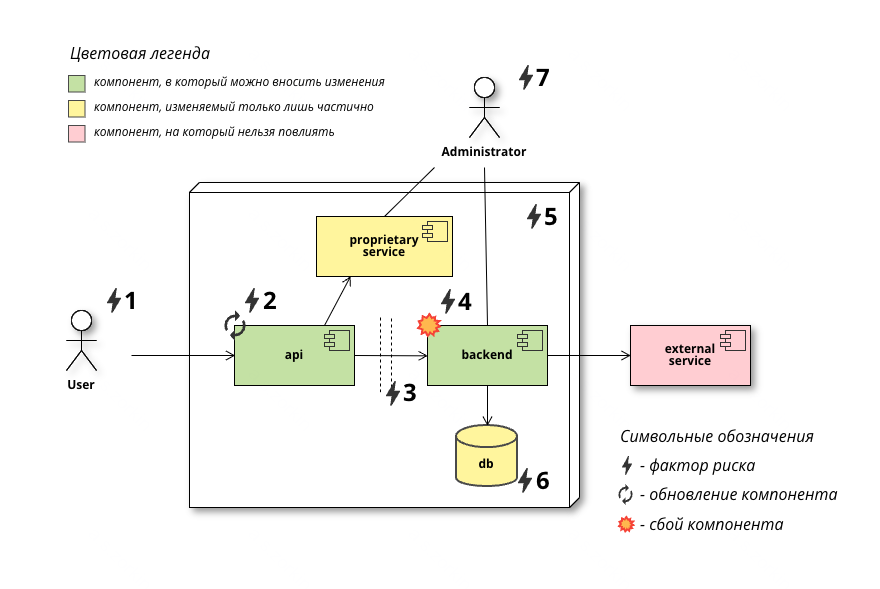 Цветовая легенда
компонент, в который можно вносить изменения
компонент, изменяемый только лишь частично
компонент, на который нельзя повлиять
7
Administrator
5
proprietary
service
1
2
4
api
backend
external
service
User
3
db
6
Символьные обозначения
- фактор риска
- обновление компонента
- сбой компонента